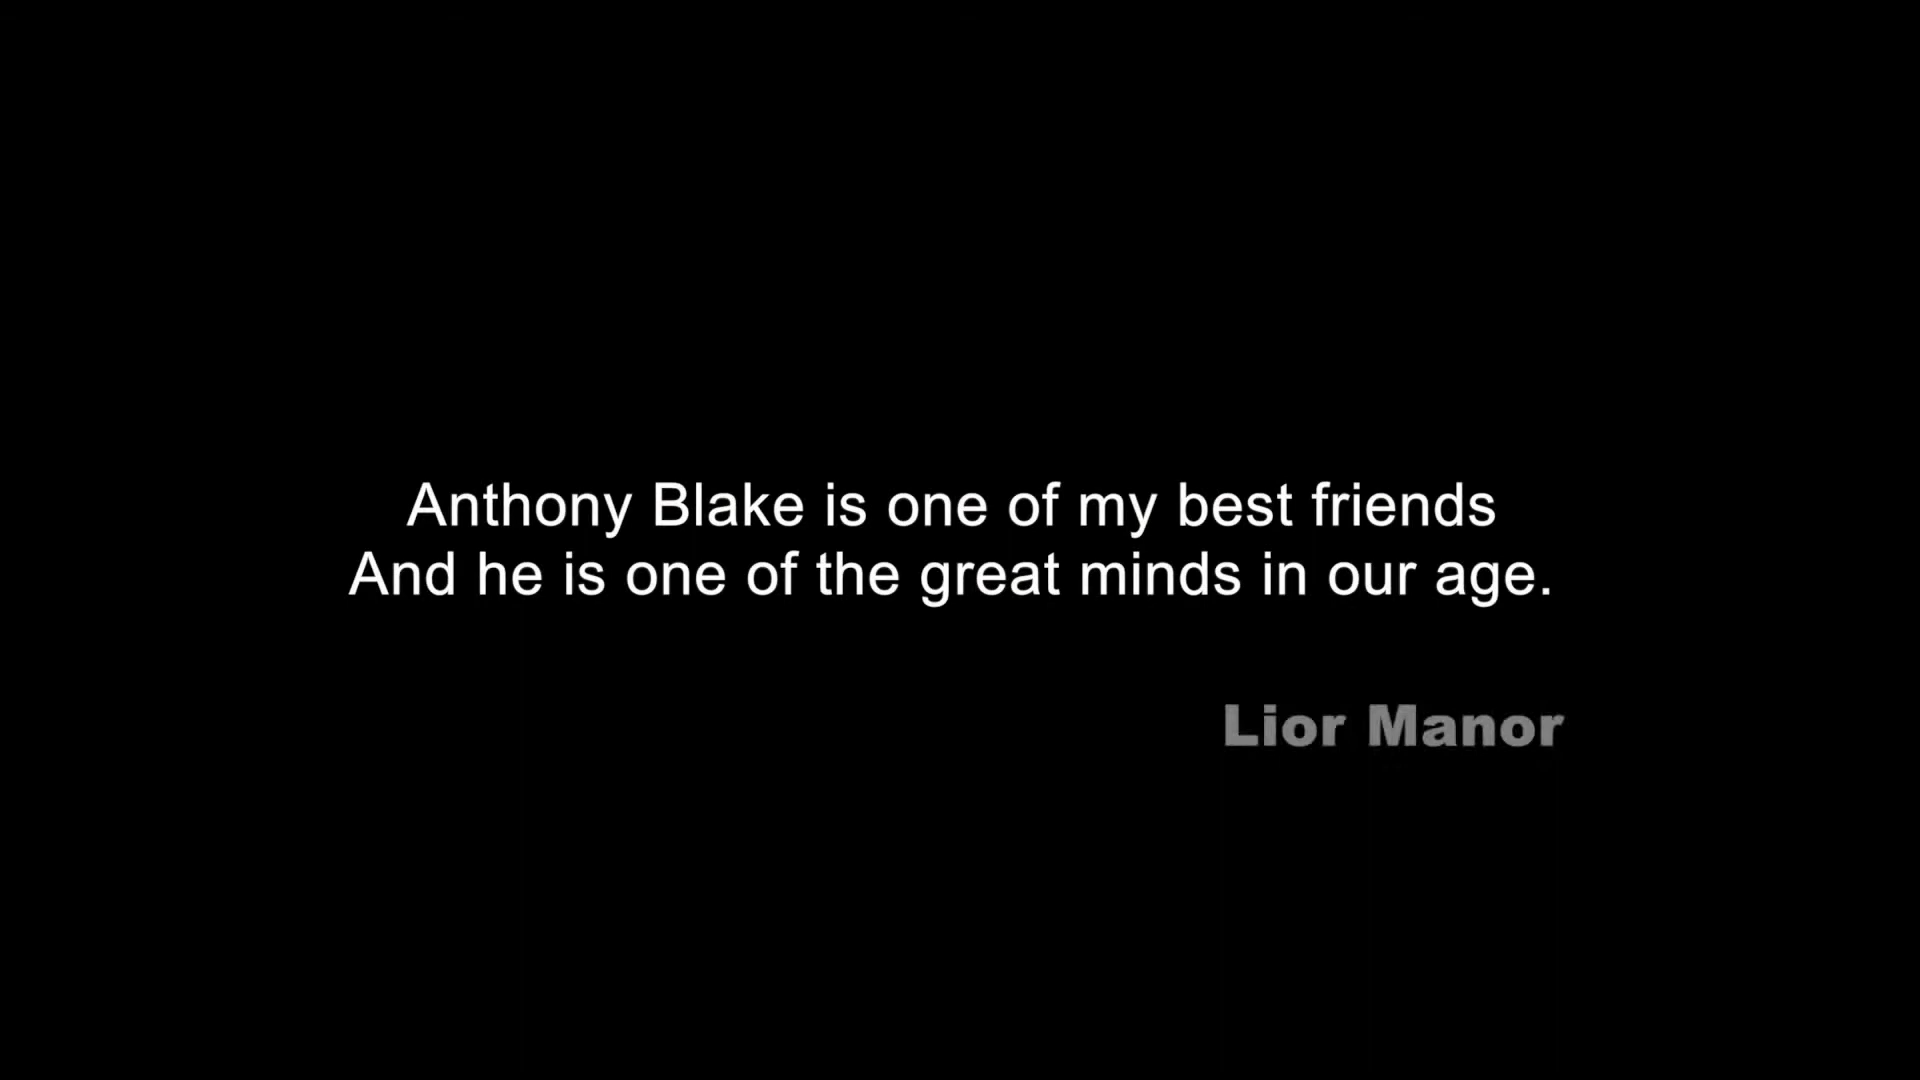 Anthony Blake is one of my best friends
And he is one of the great minds in our age.
Lior Manor